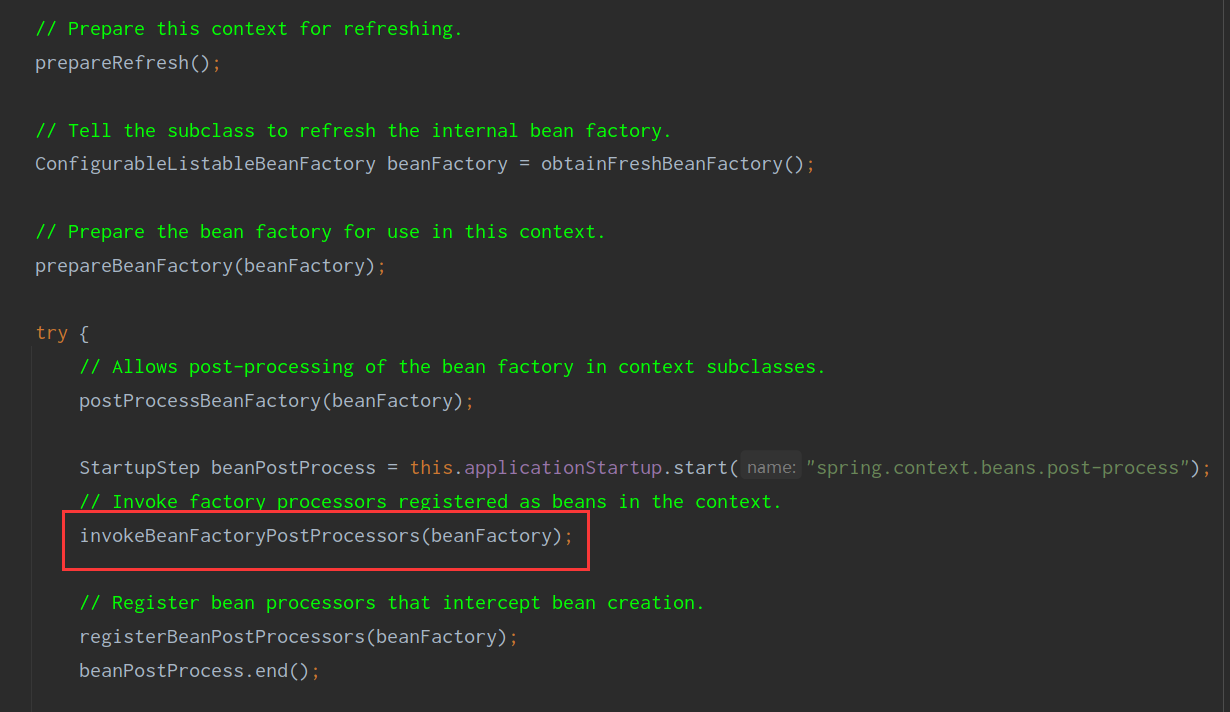 // Prepare this context for refreshing.
prepareRefresh();
// Tell the subclass to refresh the internal bean factory.
ConfigurableListableBeanFactory beanFactory = obtainFreshBeanFactory();
// Prepare the bean factory for use in this context.
prepareBeanFactory(beanFactory);
try {
// Allows post-processing of the bean factory in context subclasses.
postProcessBeanFactory(beanFactory);
StartupStep beanPostProcess = this.applicationStartup.start( name: "spring.context.beans.post-process");
// Invoke factory processors registered as beans in the context.
invokeBeanFactoryPostProcessors(beanFactory);
// Register bean processors that intercept bean creation.
registerBeanPostProcessors(beanFactory);
beanPostProcess.end();